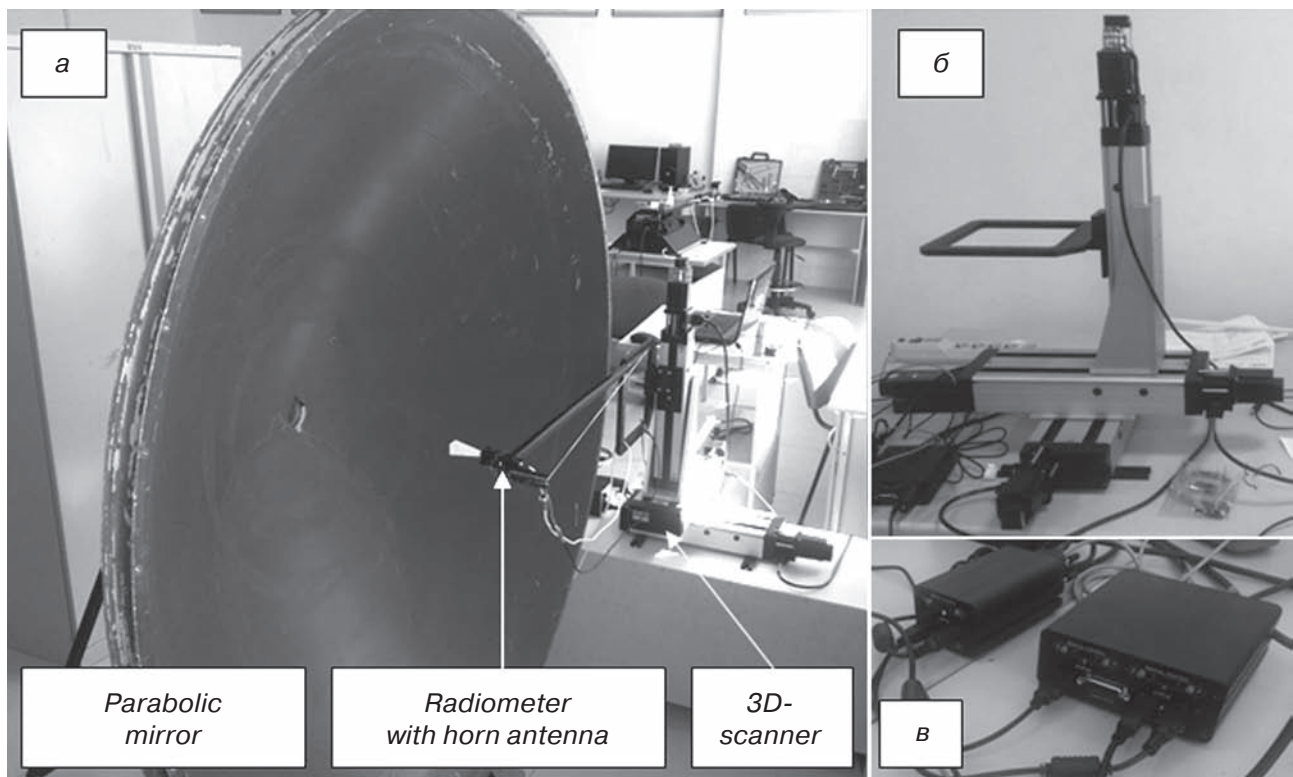 а
б
Parabolic
mirror
Radiometer
with horn antenna
3D-
scanner
в